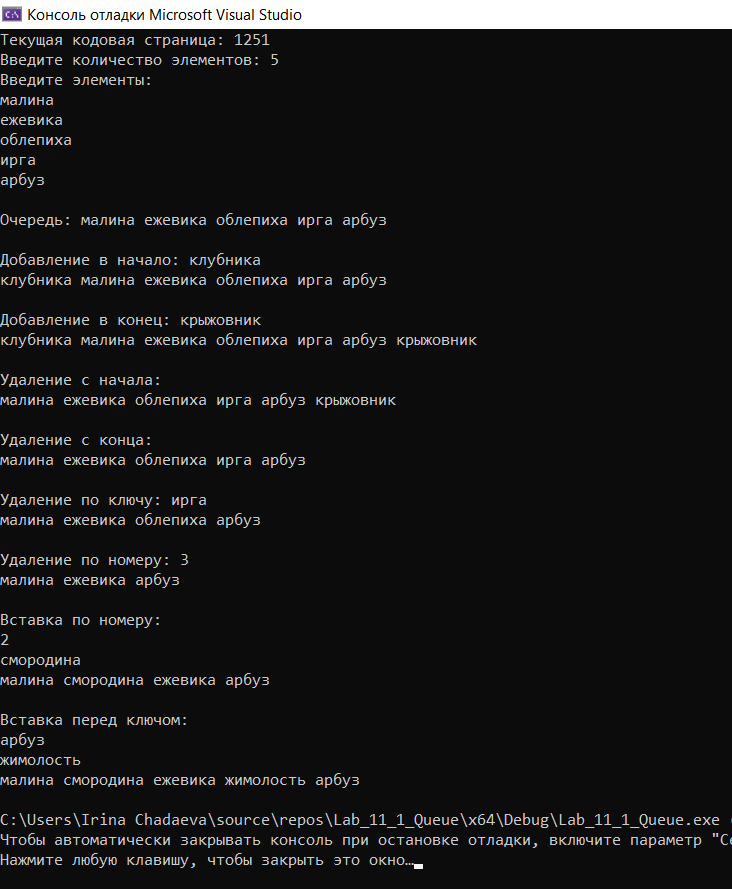 Консоль отладки Microsoft Visual Studio
Текущая кодовая страница: 1251
Введите количество элементов: 5
Введите элементы:
малина
ежевика
облепиха
ирга
арбуз
Очередь: малина ежевика облепиха ирга арбуз
Добавление в начало: клубника
клубника малина ежевика облепиха ирга арбуз
Добавление в конец: крыжовник
клубника малина ежевика облепиха ирга арбуз крыжовник
Удаление с начала:
малина ежевика облепиха ирга арбуз крыжовник
Удаление с конца:
малина ежевика облепиха ирга арбуз
Удаление по ключу: ирга
малина ежевика облепиха арбуз
Удаление по номеру: 3
малина ежевика арбуз
Вставка по номеру:
2
смородина
малина смородина ежевика арбуз
Вставка перед ключом:
арбуз
жимолость
малина смородина ежевика жимолость арбуз
C:\Users\Irina Chadaeva\source\repos\Lab_11_1_Queue\x64\Debug\Lab_11_1_Queue.exe
Чтобы автоматически закрывать консоль при остановке отладки, включите параметр "Се
Нажмите любую клавишу, чтобы закрыть это окно…